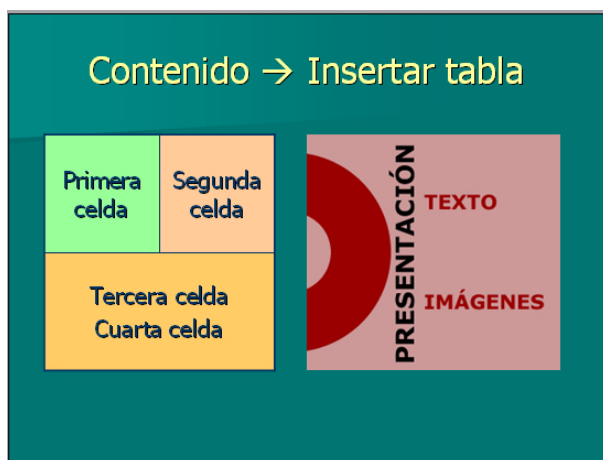 Contenido → Insertar tabla
Primera
celda
Segunda
celda
Tercera celda
Cuarta celda
PRESENTACIÓN
TEXTO
IMÁGENES